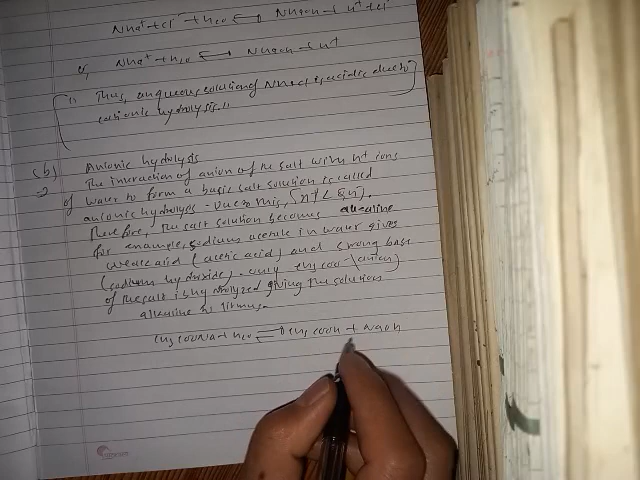 NH4+ + Cl- + H2O ⇌ NH4OH + H+ + Cl-
or, NH4+ + H2O ⇌ NH4OH + H+
" Thus, an aqueous solution of NH4Cl is acidic due to
cationic hydrolysis."
(b) Anionic hydolysis
⇒ The interaction of anion of the salt with H+ ions
of water to form a basic salt solution is called
anionic hydrolysis. Due to this,
Therefore, the salt solution becomes alkaline
for example, sodium acetate in water gives
weak acid (acetic acid) and strong base
(sodium hydroxide). only CH3COO- (anion)
of the salt is hydrolyzed giving the solution
alkaline to litmus.
CH3COONa + H2O ⇌ CH3COOH + NaOH